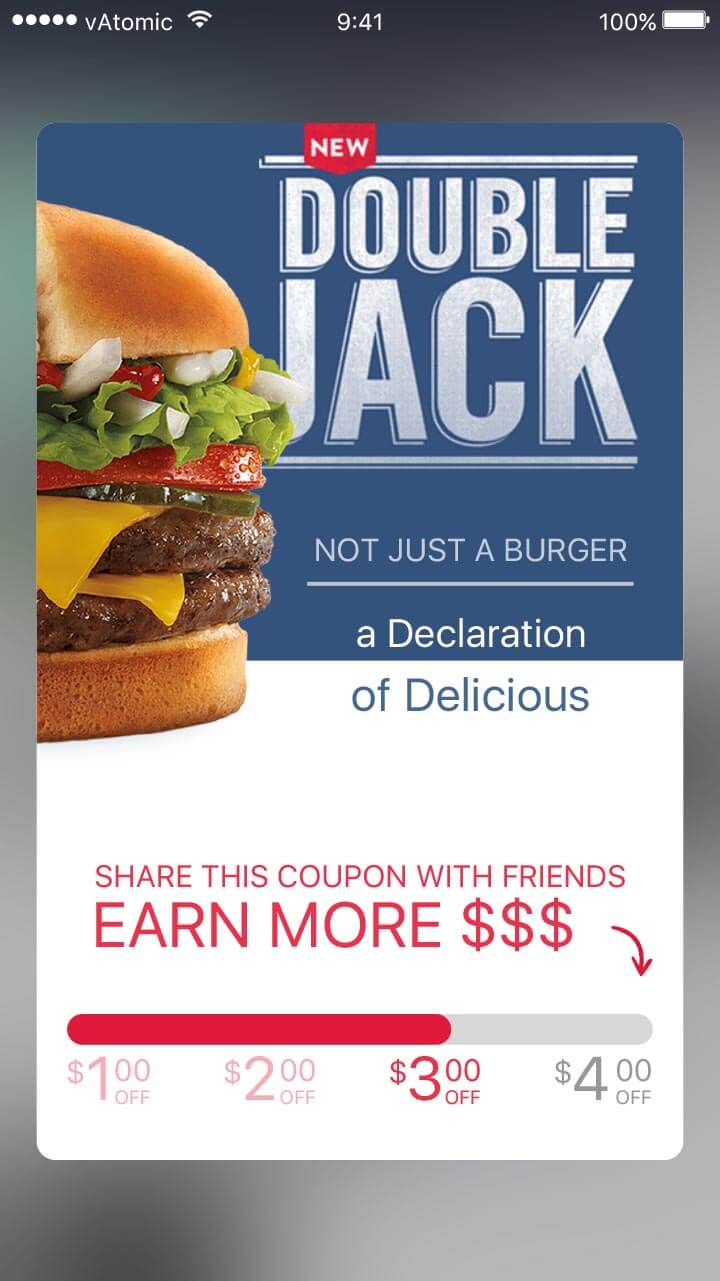 vAtomic 9:41 100%
NEW
DOUBLE
JACK
NOT JUST A BURGER
a Declaration
of Delicious
SHARE THIS COUPON WITH FRIENDS
EARN MORE $$$
$1 00 OFF $2 00 OFF $3 00 OFF $4 00 OFF